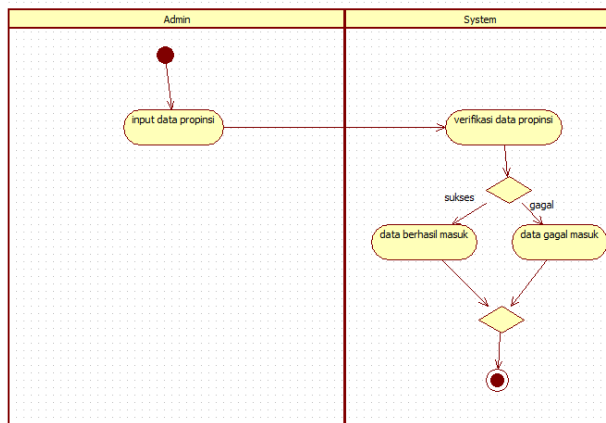 Admin
System
input data propinsi
verifikasi data propinsi
sukses
gagal
data berhasil masuk
data gagal masuk